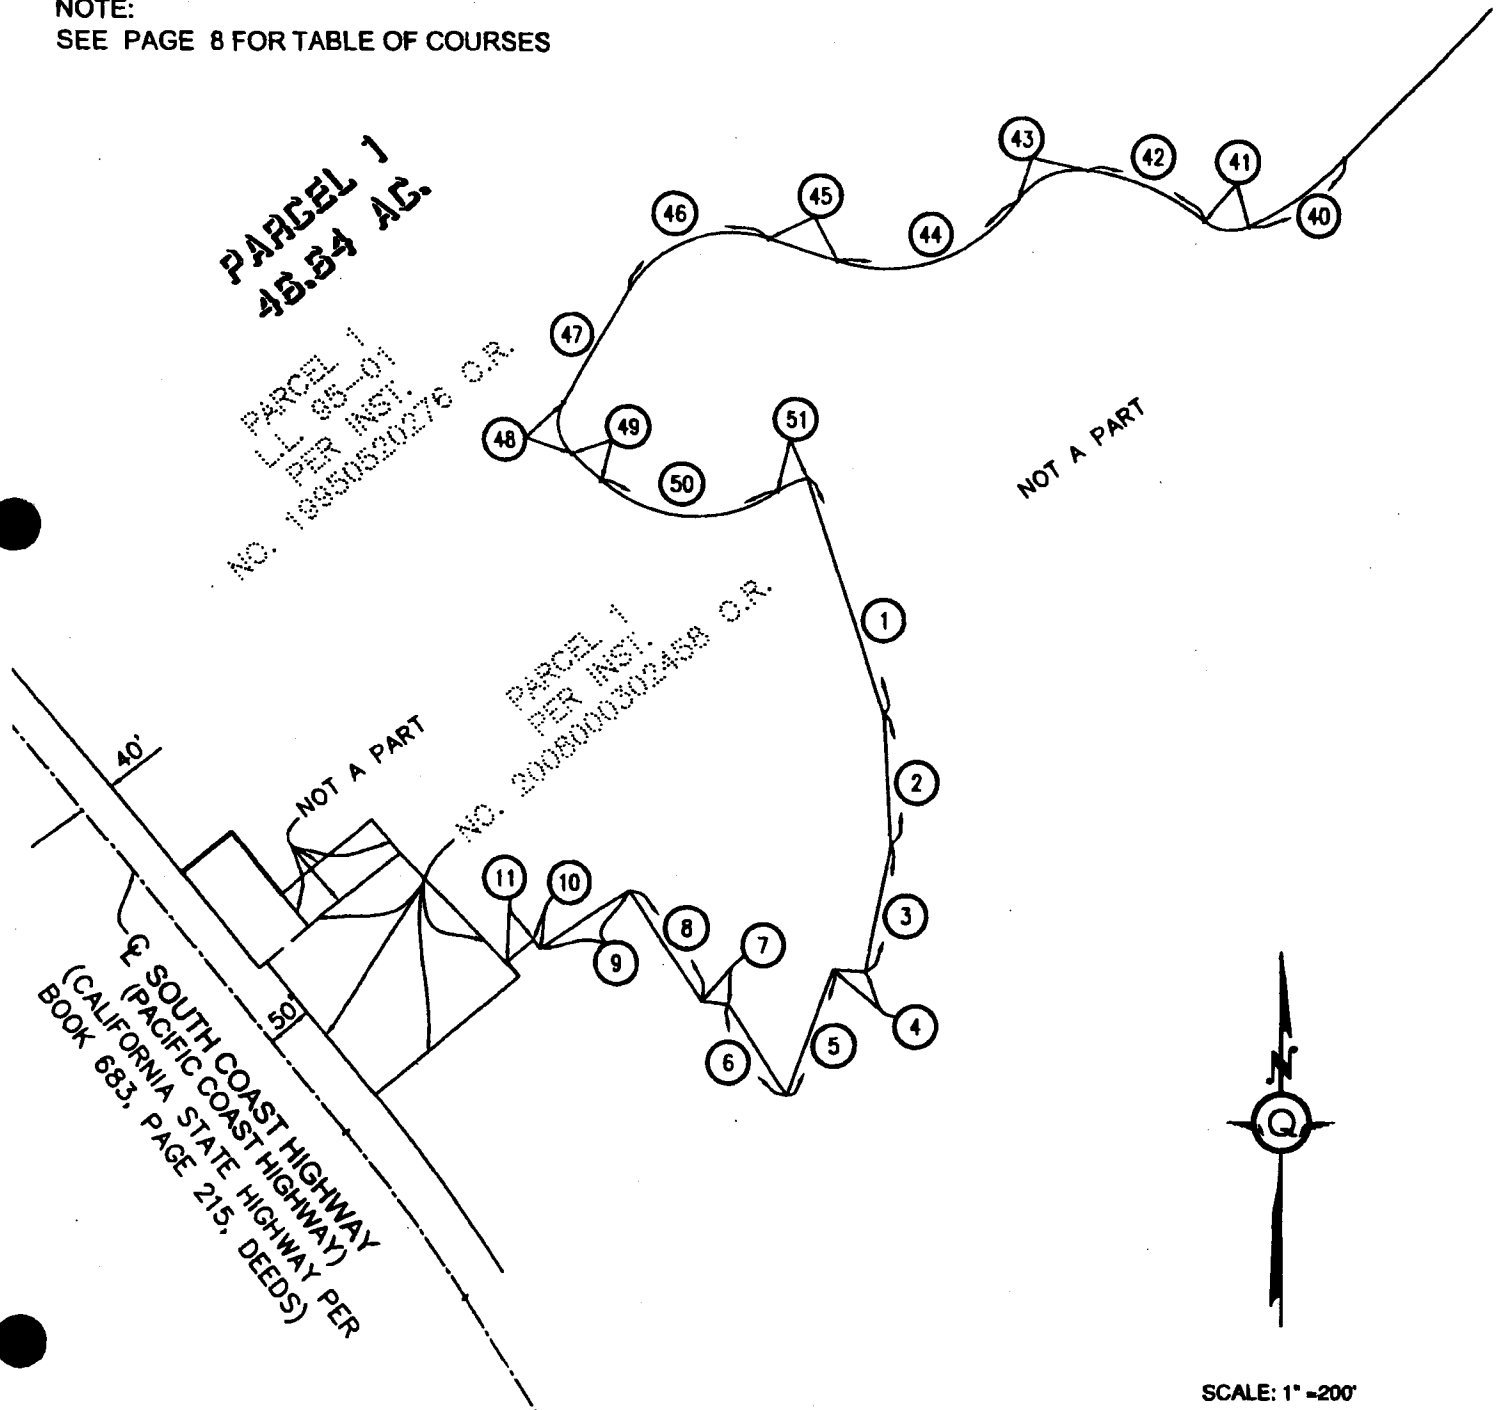 NOTE:
SEE PAGE 8 FOR TABLE OF COURSES
PARCEL 1
45.54 AC.
43
42
41
40
45
46
44
47
PARCEL 1
L.L. 95-01
PER INST.
NO. 19950520276 O.R.
48
49
51
50
NOT A PART
1
PARCEL 1
PER INST.
NO. 2008000302458 O.R.
40'
NOT A PART
2
11
10
3
8
7
9
4
5
6
50'
℄ SOUTH COAST HIGHWAY
(PACIFIC COAST HIGHWAY)
(CALIFORNIA STATE HIGHWAY PER
BOOK 683, PAGE 215, DEEDS)
N
Q
SCALE: 1" =200'